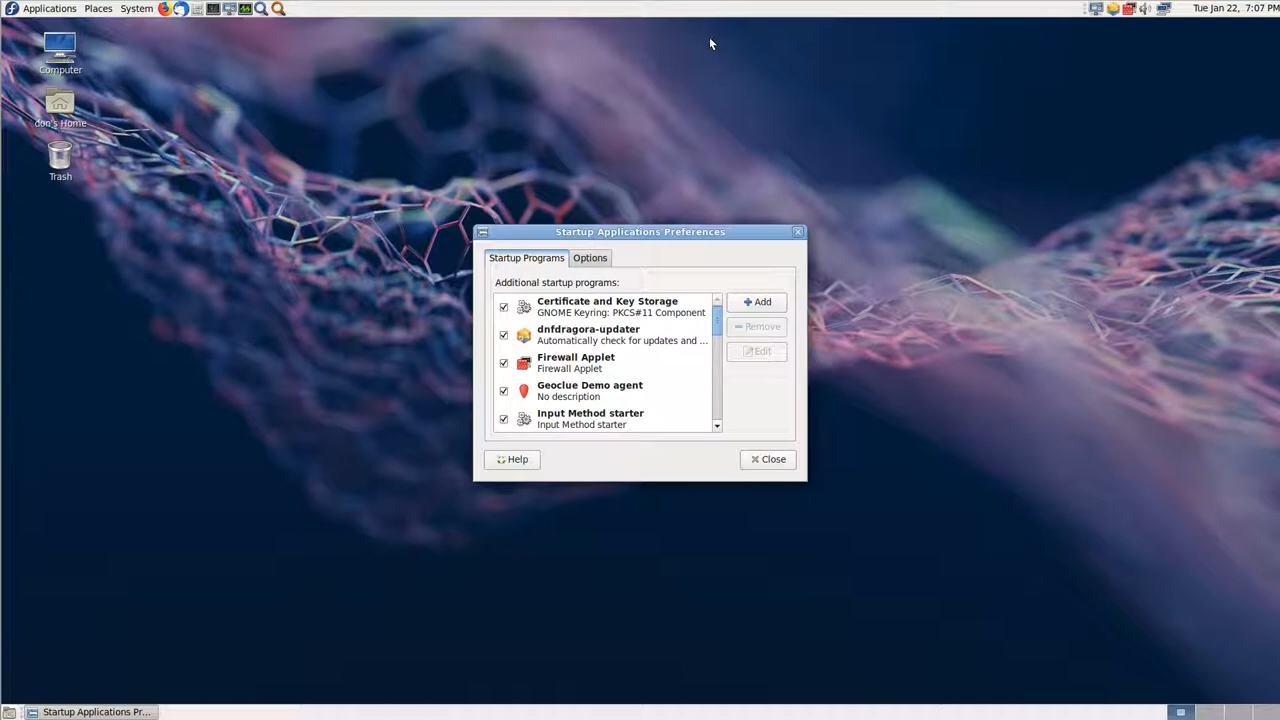 Applications Places System Tue Jan 22, 7:07 PM
Computer
don's Home
Trash
Startup Applications Preferences
Startup Programs Options
Additional startup programs:
Certificate and Key Storage
GNOME Keyring: PKCS#11 Component
dnfdragora-updater
Automatically check for updates and ...
Firewall Applet
Firewall Applet
Geoclue Demo agent
No description
Input Method starter
Input Method starter
Add
Remove
Edit
Help Close
Startup Applications Pr...